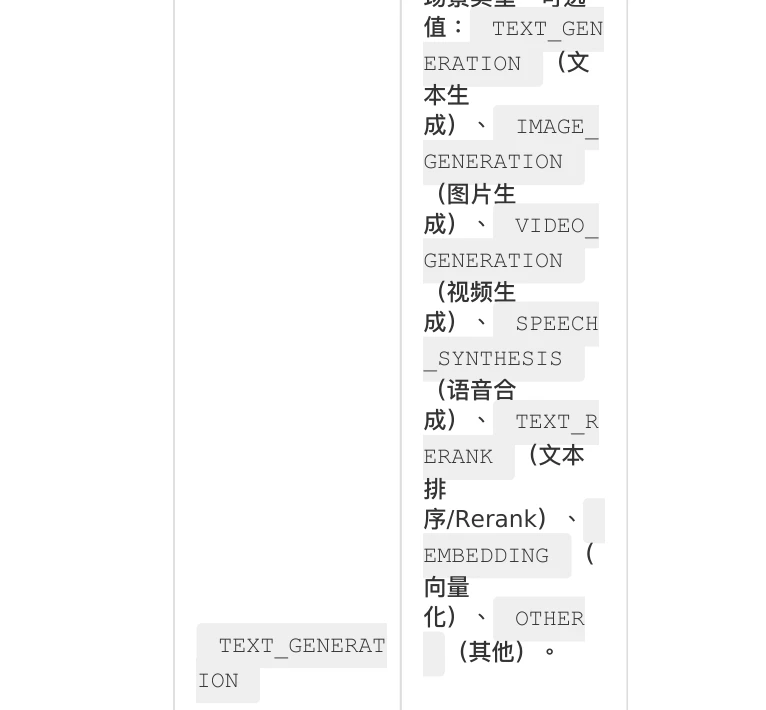 值： TEXT_GEN
ERATION （文
本生
成）、 IMAGE_
GENERATION
（图片生
成）、 VIDEO_
GENERATION
（视频生
成）、 SPEECH
_SYNTHESIS
（语音合
成）、 TEXT_R
ERANK （文本
排
序/Rerank）、
EMBEDDING （
向量
化）、 OTHER
（其他）。
TEXT_GENERAT
ION